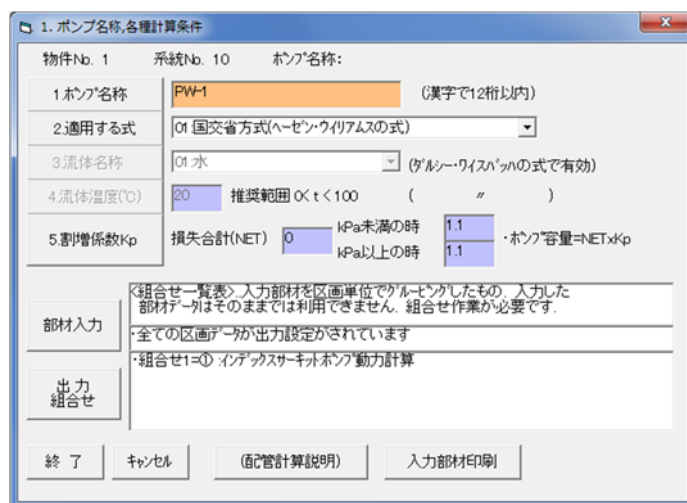 1. ポンプ名称,各種計算条件
物件No. 1 系統No. 10 ポンプ名称:
1.ポンプ名称 PW-1 (漢字で12桁以内)
2.適用する式 01:国交省方式(ヘーゼン・ウイリアムスの式)
3.流体名称 01:水 (ダルシー・ワイスバッハの式で有効)
4.流体温度(℃) 20 推奨範囲 0< t < 100 ( 〃 )
5.割増係数Kp 損失合計(NET) 0 kPa未満の時 1.1 ・ポンプ容量=NETxKp
kPa以上の時 1.1
部材入力
<組合せ一覧表>.入力部材を区画単位でグルーピングしたもの. 入力した
部材データはそのままでは利用できません. 組合せ作業が必要です.
・全ての区画データが出力設定がされています
出力
組合せ
・組合せ1=① :インデックスサーキットポンプ動力計算
終 了 キャンセル (配管計算説明) 入力部材印刷